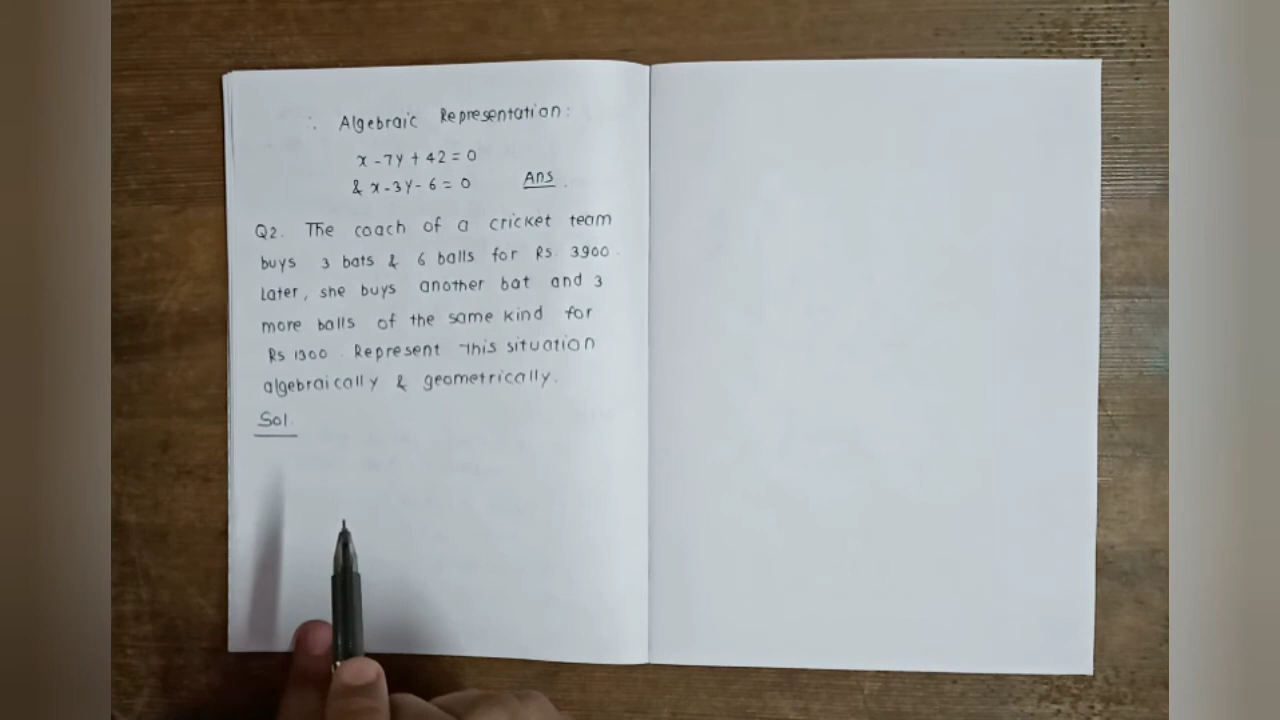 ∴ Algebraic Representation:
x - 7y + 42 = 0
& x - 3y - 6 = 0 Ans.
Q2. The coach of a cricket team
buys 3 bats & 6 balls for Rs. 3900.
Later, she buys another bat and 3
more balls of the same kind for
Rs 1300. Represent This situation
algebraically & geometrically.
Sol.